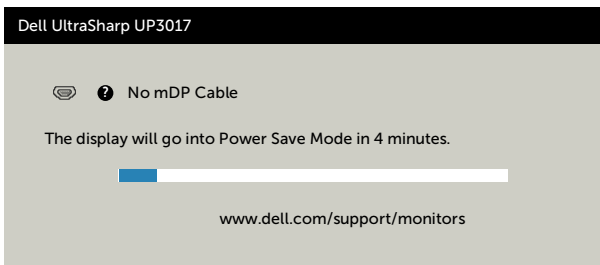 Dell UltraSharp UP3017
? No mDP Cable
The display will go into Power Save Mode in 4 minutes.
www.dell.com/support/monitors